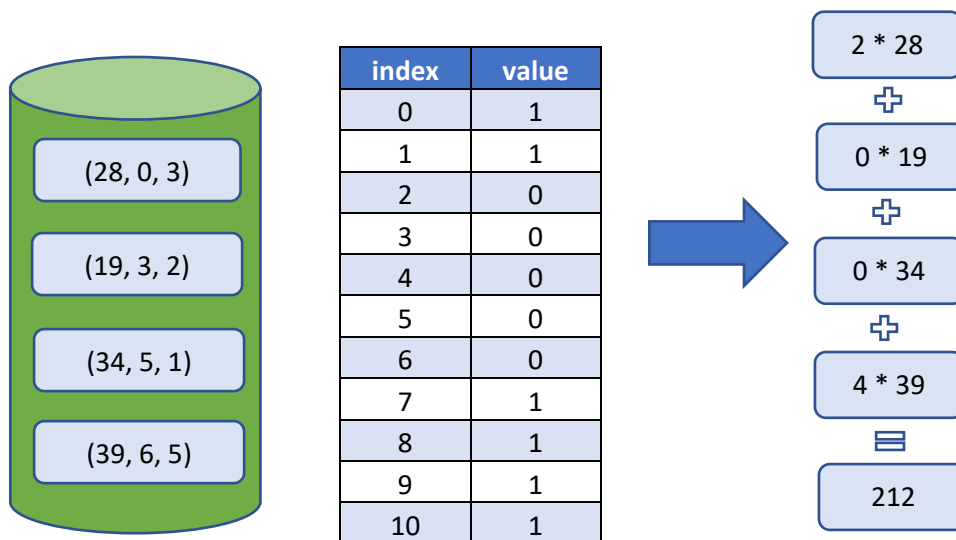 (28, 0, 3)
(19, 3, 2)
(34, 5, 1)
(39, 6, 5)
index value
0 1
1 1
2 0
3 0
4 0
5 0
6 0
7 1
8 1
9 1
10 1
2 * 28
+
0 * 19
+
0 * 34
+
4 * 39
=
212